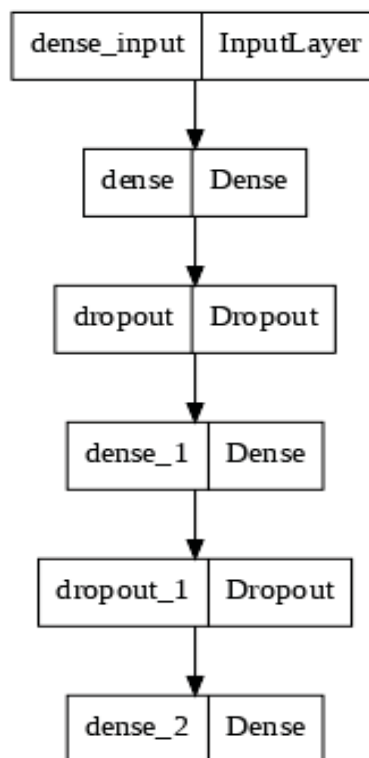 dense_input InputLayer
dense Dense
dropout Dropout
dense_1 Dense
dropout_1 Dropout
dense_2 Dense